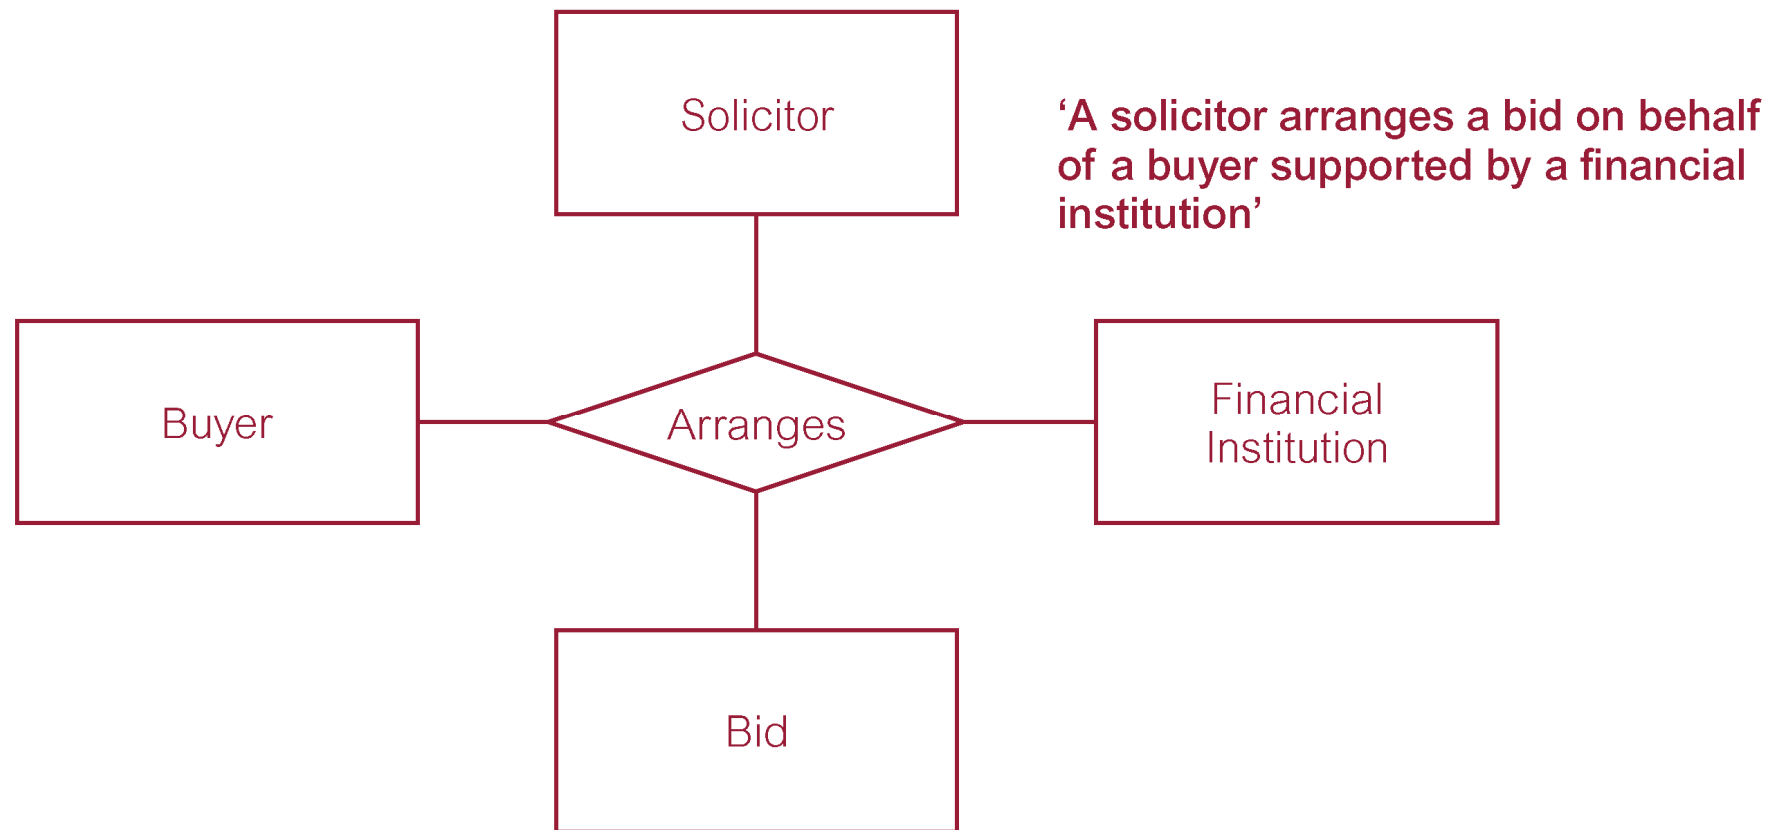 Solicitor
‘A solicitor arranges a bid on behalf
of a buyer supported by a financial
institution’
Buyer
Arranges
Financial
Institution
Bid